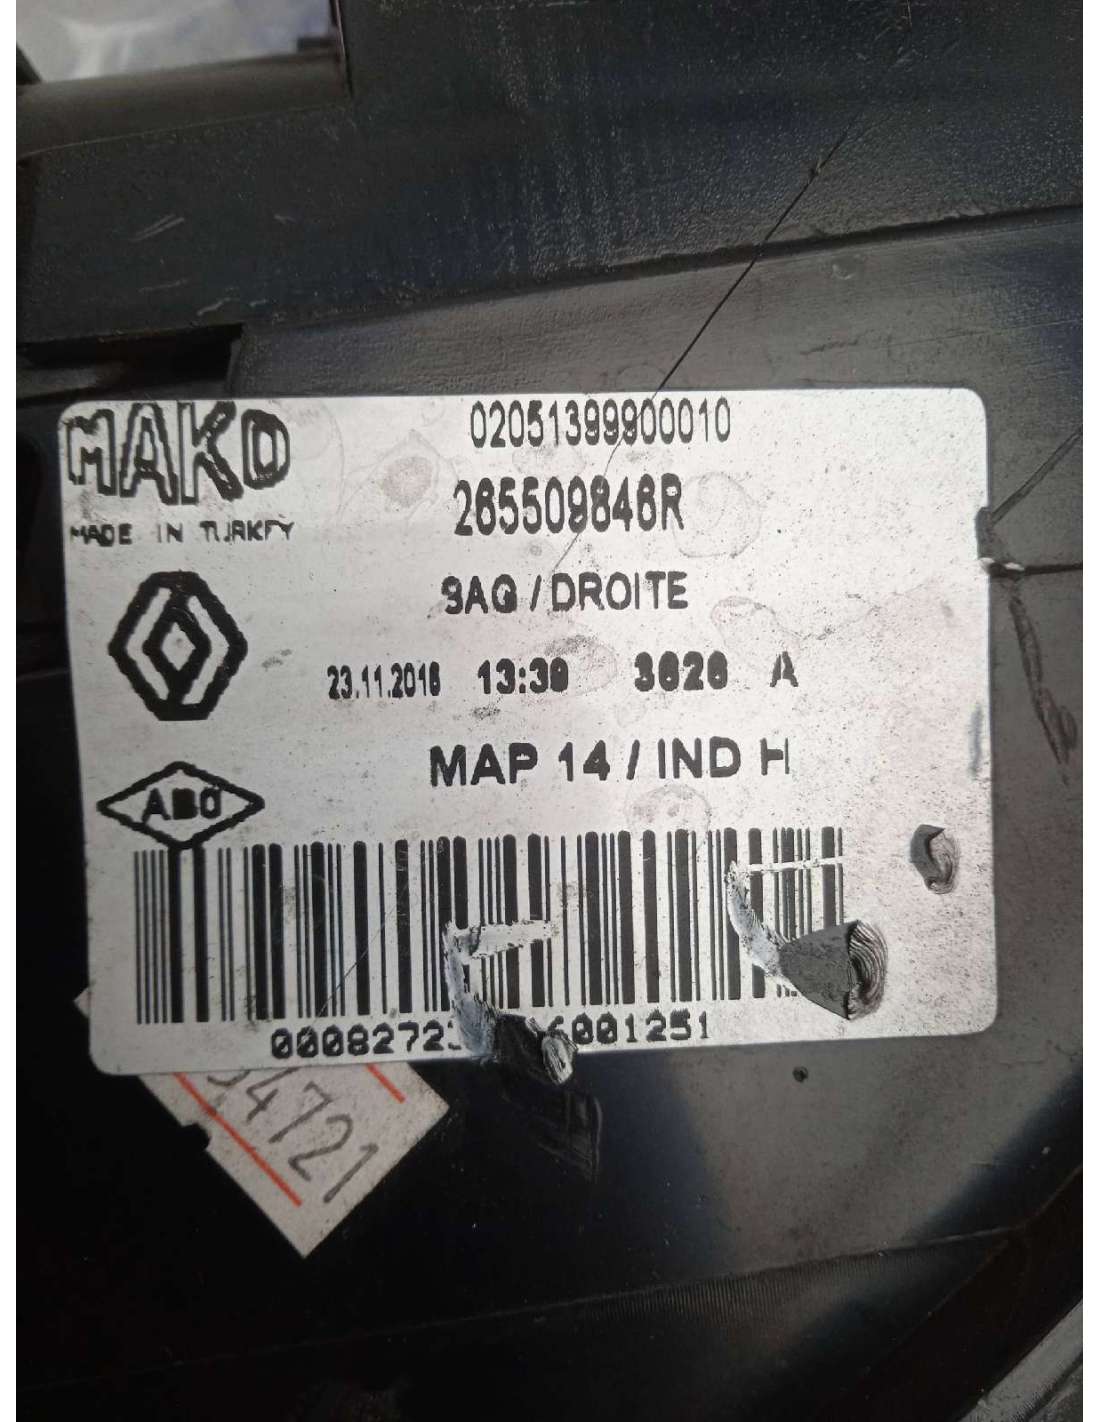 MAKO
MADE IN TURKEY
02051399900010
265509846R
SAG / DROITE
23.11.2016 13:39 3626 A
ABO
MAP 14 / IND H
6001251
4721